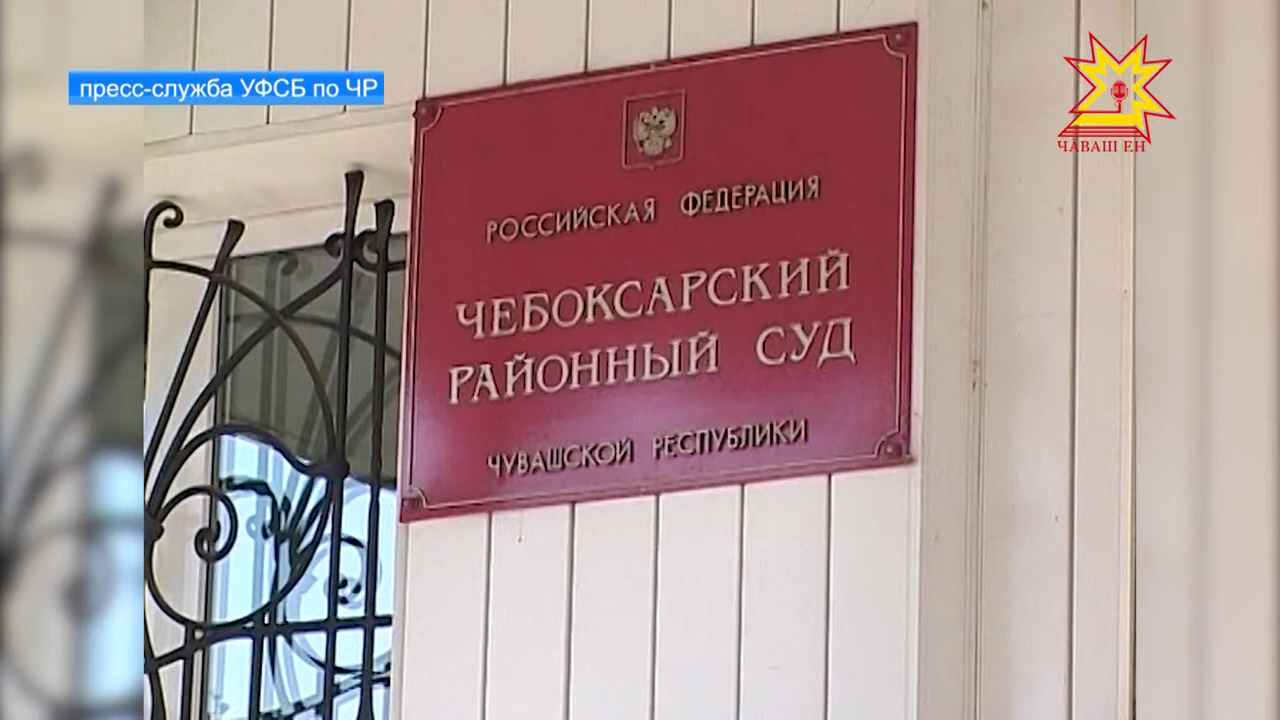 пресс-служба УФСБ по ЧР
ЧĂВАШ ЕН
РОССИЙСКАЯ ФЕДЕРАЦИЯ
ЧЕБОКСАРСКИЙ
РАЙОННЫЙ СУД
ЧУВАШСКОЙ РЕСПУБЛИКИ